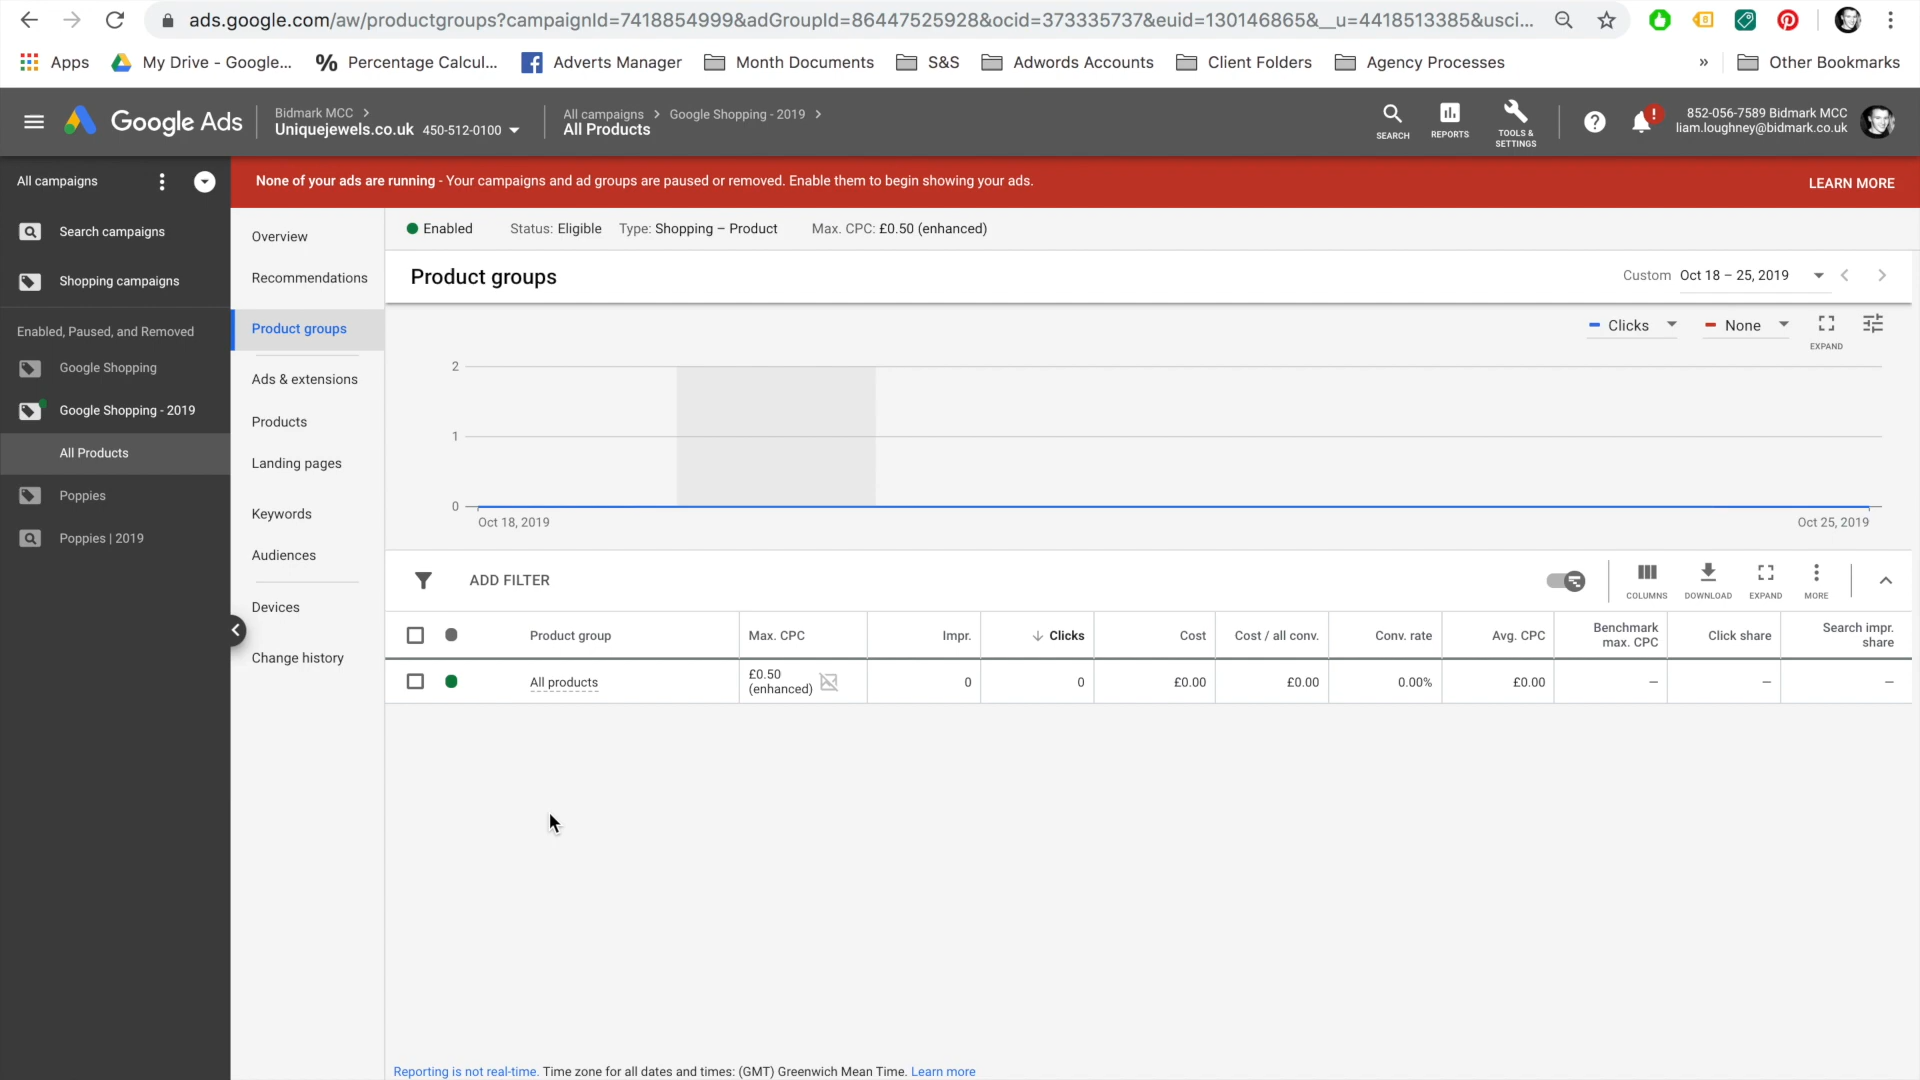 ads.google.com/aw/productgroups?campaignId=7418854999&adGroupId=86447525928&ocid=373335737&euid=130146865&__u=4418513385&usci...
Apps
My Drive - Google...
% Percentage Calcul...
Adverts Manager
Month Documents
S&S
Adwords Accounts
Client Folders
Agency Processes
»
Other Bookmarks
Google Ads
Bidmark MCC
Uniquejewels.co.uk 450-512-0100
All campaigns > Google Shopping - 2019 >
All Products
SEARCH
REPORTS
TOOLS &
SETTINGS
852-056-7589 Bidmark MCC
liam.loughney@bidmark.co.uk
All campaigns
None of your ads are running - Your campaigns and ad groups are paused or removed. Enable them to begin showing your ads.
LEARN MORE
Search campaigns
Shopping campaigns
Enabled, Paused, and Removed
Google Shopping
Google Shopping - 2019
All Products
Poppies
Poppies | 2019
Overview
Recommendations
Product groups
Ads & extensions
Products
Landing pages
Keywords
Audiences
Devices
Change history
Enabled
Status: Eligible
Type: Shopping – Product
Max. CPC: £0.50 (enhanced)
Product groups
Custom Oct 18 – 25, 2019
Clicks
None
EXPAND
2
1
0
Oct 18, 2019
Oct 25, 2019
ADD FILTER
COLUMNS
DOWNLOAD
EXPAND
MORE
Product group
Max. CPC
Impr.
Clicks
Cost
Cost / all conv.
Conv. rate
Avg. CPC
Benchmark
max. CPC
Click share
Search impr.
share
All products
£0.50
(enhanced)
0
0
£0.00
£0.00
0.00%
£0.00
–
–
–
Reporting is not real-time. Time zone for all dates and times: (GMT) Greenwich Mean Time. Learn more